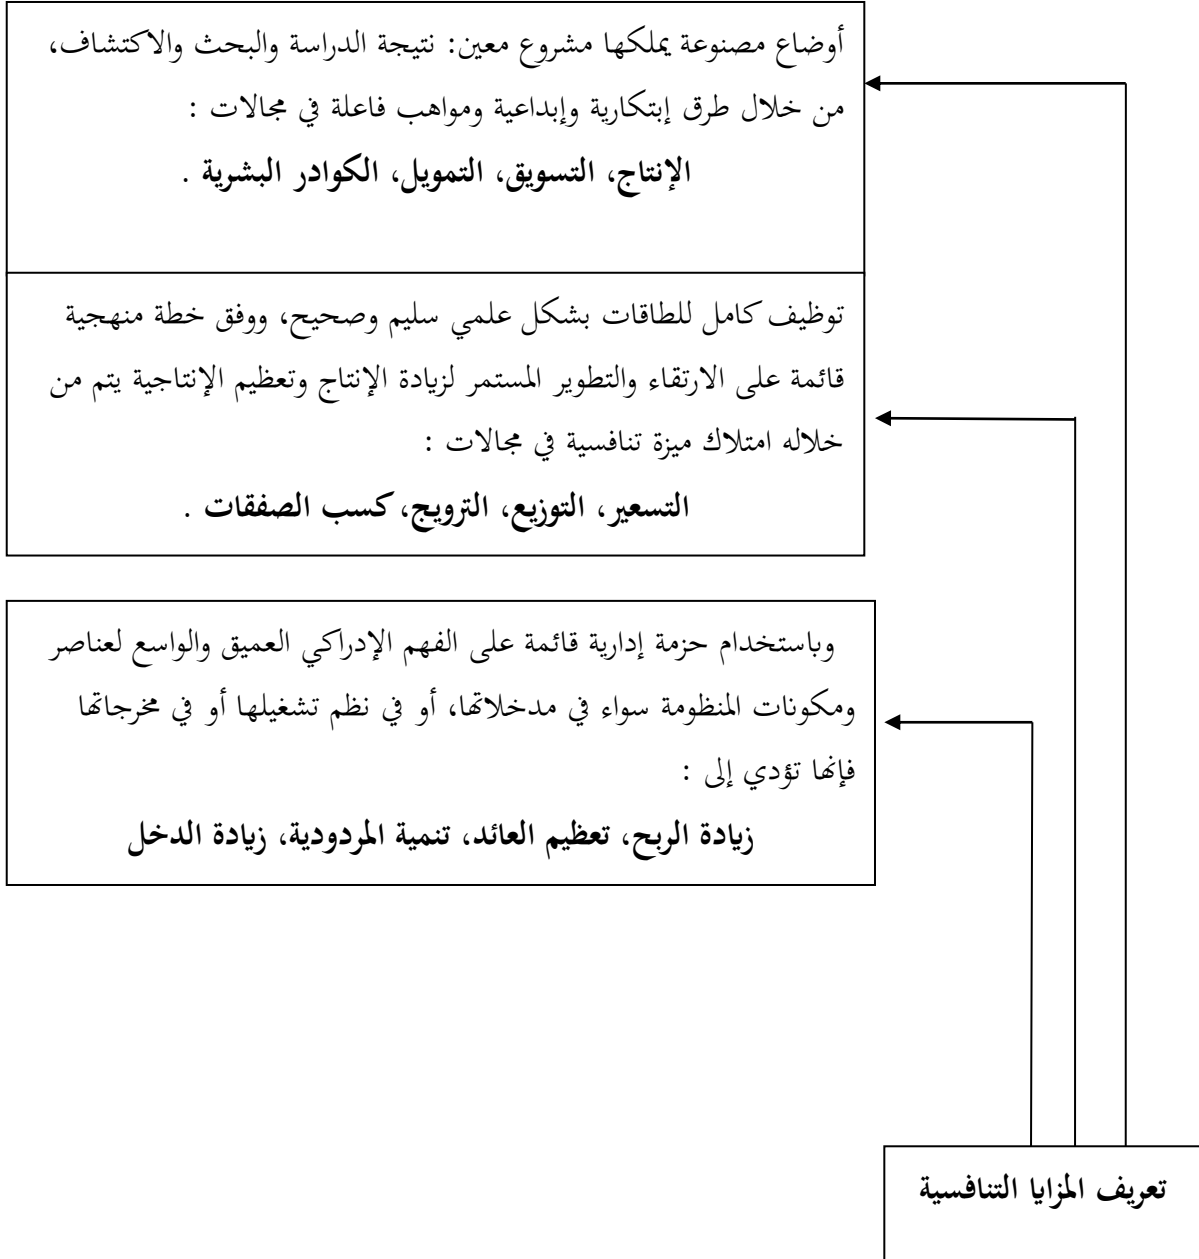 أوضاع مصنوعة يملكها مشروع معين: نتيجة الدراسة والبحث والاكتشاف،
من خلال طرق إبتكارية وإبداعية ومواهب فاعلة في مجالات :
الإنتاج، التسويق، التمويل، الكوادر البشرية .
توظيف كامل للطاقات بشكل علمي سليم وصحيح، ووفق خطة منهجية
قائمة على الارتقاء والتطوير المستمر لزيادة الإنتاج وتعظيم الإنتاجية يتم من
خلاله امتلاك ميزة تنافسية في مجالات :
التسعير، التوزيع، الترويج، كسب الصفقات .
وباستخدام حزمة إدارية قائمة على الفهم الإدراكي العميق والواسع لعناصر
ومكونات المنظومة سواء في مدخلاتها، أو في نظم تشغيلها أو في مخرجاتها
فإنها تؤدي إلى :
زيادة الربح، تعظيم العائد، تنمية المردودية، زيادة الدخل
تعريف المزايا التنافسية